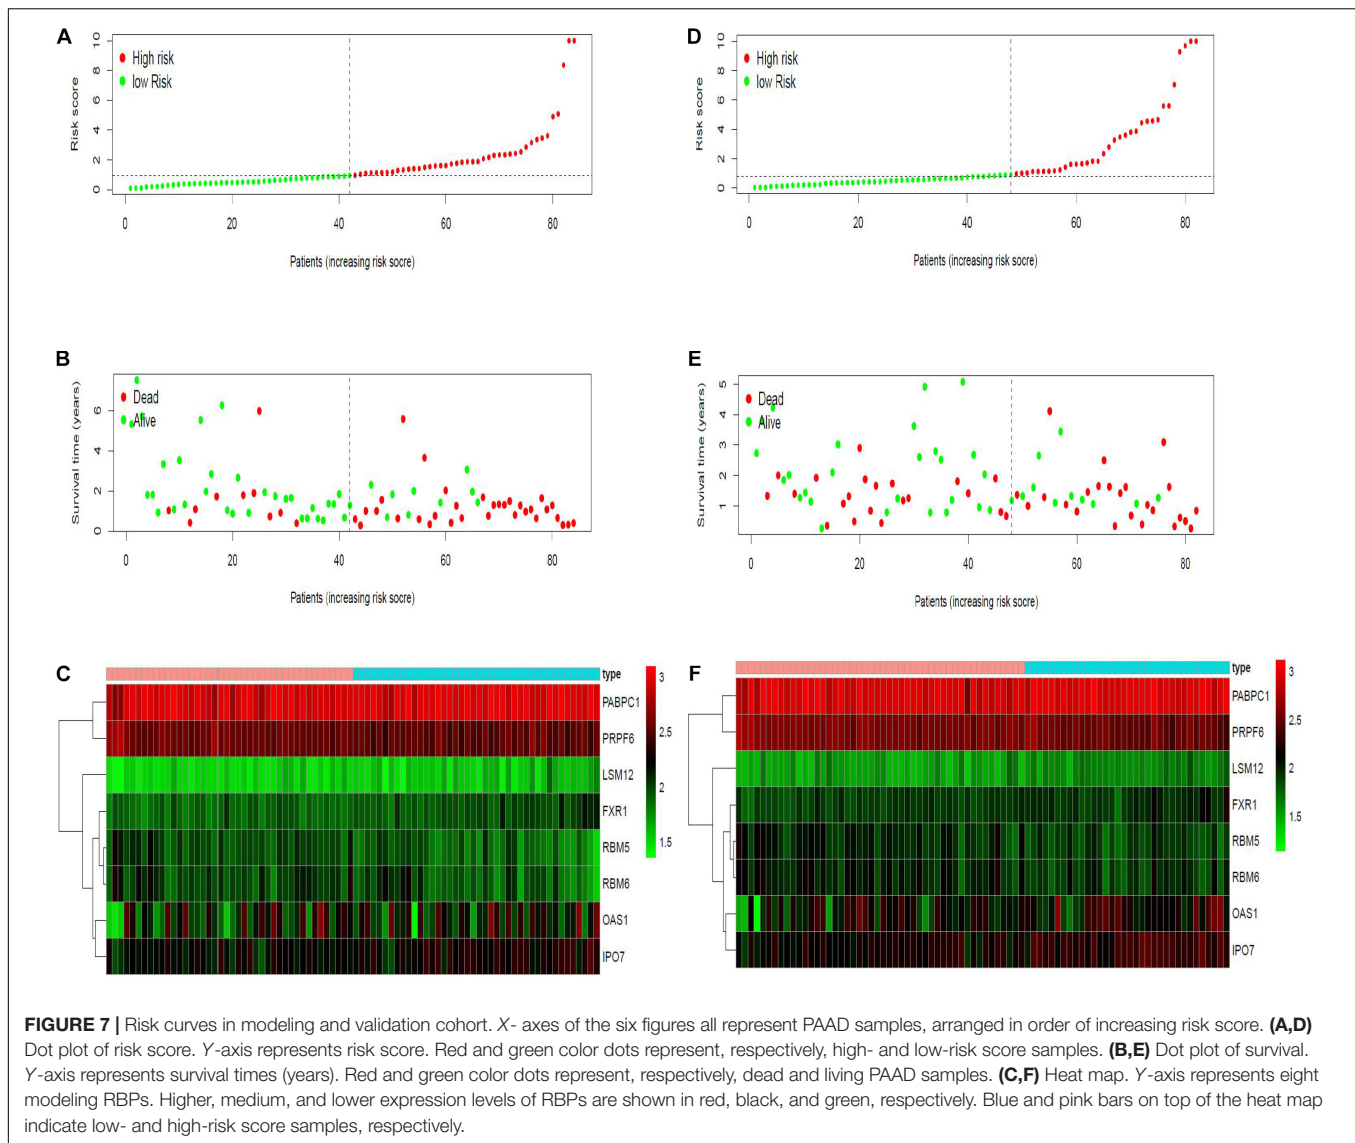 A
10
8
6
4
2
0
Risk score
High risk
low Risk
0
20
40
60
80
Patients (increasing risk socre)
D
10
8
6
4
2
0
Risk score
High risk
low Risk
0
20
40
60
80
Patients (increasing risk socre)
B
6
4
2
0
Survival time (years)
Dead
Alive
0
20
40
60
80
Patients (increasing risk socre)
E
5
4
3
2
1
Survival time (years)
Dead
Alive
0
20
40
60
80
Patients (increasing risk socre)
C
type
PABPC1
PRPF6
LSM12
FXR1
RBM5
RBM6
OAS1
IPO7
3
2.5
2
1.5
F
type
PABPC1
PRPF6
LSM12
FXR1
RBM5
RBM6
OAS1
IPO7
3
2.5
2
1.5
FIGURE 7 | Risk curves in modeling and validation cohort. X- axes of the six figures all represent PAAD samples, arranged in order of increasing risk score. (A,D)
Dot plot of risk score. Y-axis represents risk score. Red and green color dots represent, respectively, high- and low-risk score samples. (B,E) Dot plot of survival.
Y-axis represents survival times (years). Red and green color dots represent, respectively, dead and living PAAD samples. (C,F) Heat map. Y-axis represents eight
modeling RBPs. Higher, medium, and lower expression levels of RBPs are shown in red, black, and green, respectively. Blue and pink bars on top of the heat map
indicate low- and high-risk score samples, respectively.